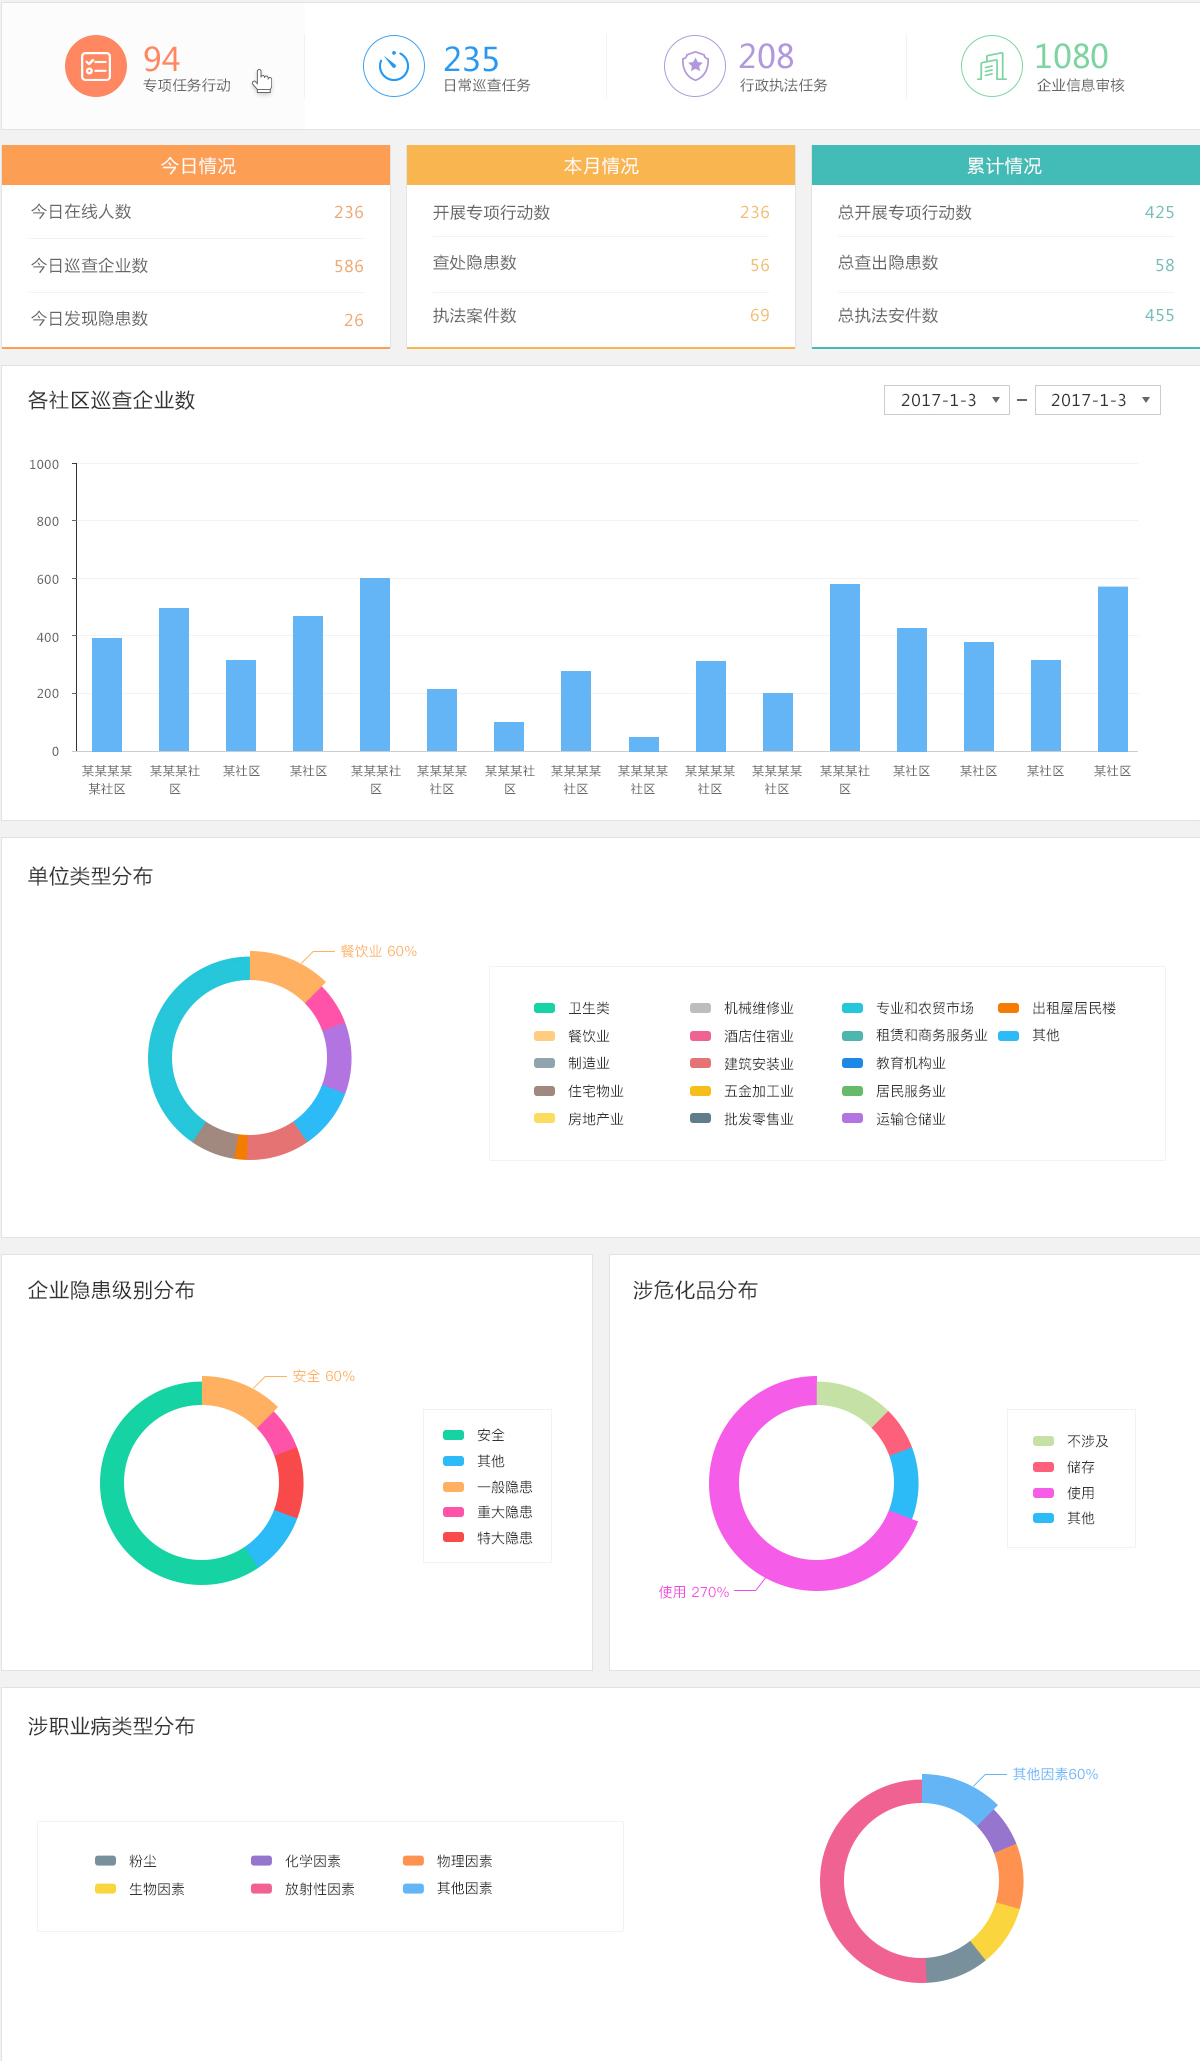 94
专项任务行动
235
日常巡查任务
208
行政执法任务
1080
企业信息审核
今日情况
今日在线人数 236
今日巡查企业数 586
今日发现隐患数 26
本月情况
开展专项行动数 236
查处隐患数 56
执法案件数 69
累计情况
总开展专项行动数 425
总查出隐患数 58
总执法安件数 455
各社区巡查企业数
2017-1-3 – 2017-1-3
1000
800
600
400
200
0
某某某某
某社区
某某某社
区
某社区
某社区
某某某社
区
某某某某
社区
某某某社
区
某某某某
社区
某某某某
社区
某某某某
社区
某某某某
社区
某某某社
区
某社区
某社区
某社区
某社区
单位类型分布
餐饮业 60%
卫生类 机械维修业 专业和农贸市场 出租屋居民楼
餐饮业 酒店住宿业 租赁和商务服务业 其他
制造业 建筑安装业 教育机构业
住宅物业 五金加工业 居民服务业
房地产业 批发零售业 运输仓储业
企业隐患级别分布
安全 60%
安全
其他
一般隐患
重大隐患
特大隐患
涉危化品分布
使用 270%
不涉及
储存
使用
其他
涉职业病类型分布
其他因素60%
粉尘 化学因素 物理因素
生物因素 放射性因素 其他因素